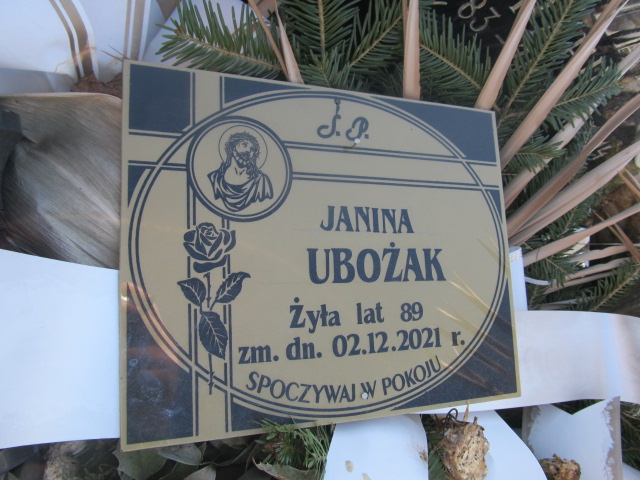 Ś. P.
JANINA
UBOŻAK
Żyła lat 89
zm. dn. 02.12.2021 r.
SPOCZYWAJ W POKOJU